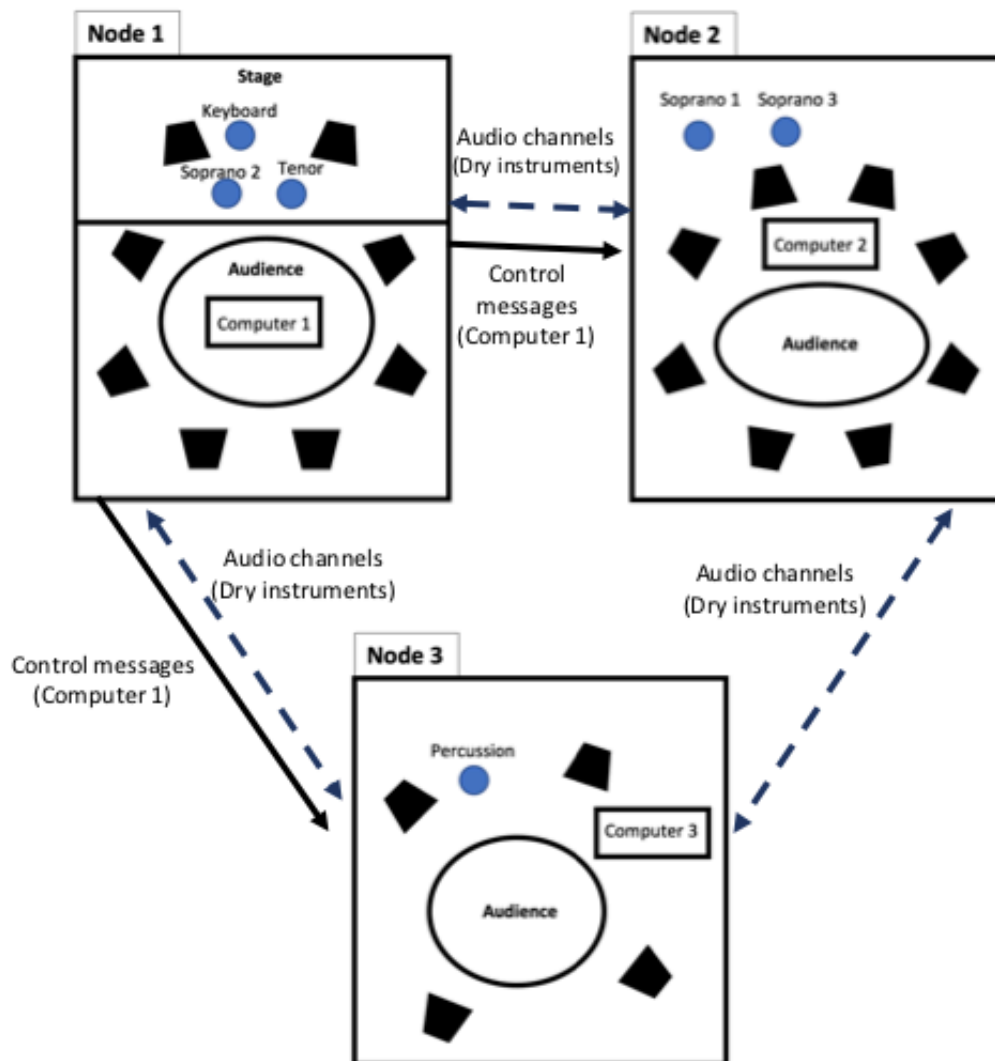 Node 1
Stage
Keyboard
Soprano 2
Tenor
Audience
Computer 1
Audio channels
(Dry instruments)
Control
messages
(Computer 1)
Node 2
Soprano 1
Soprano 3
Computer 2
Audience
Audio channels
(Dry instruments)
Control messages
(Computer 1)
Audio channels
(Dry instruments)
Node 3
Percussion
Computer 3
Audience